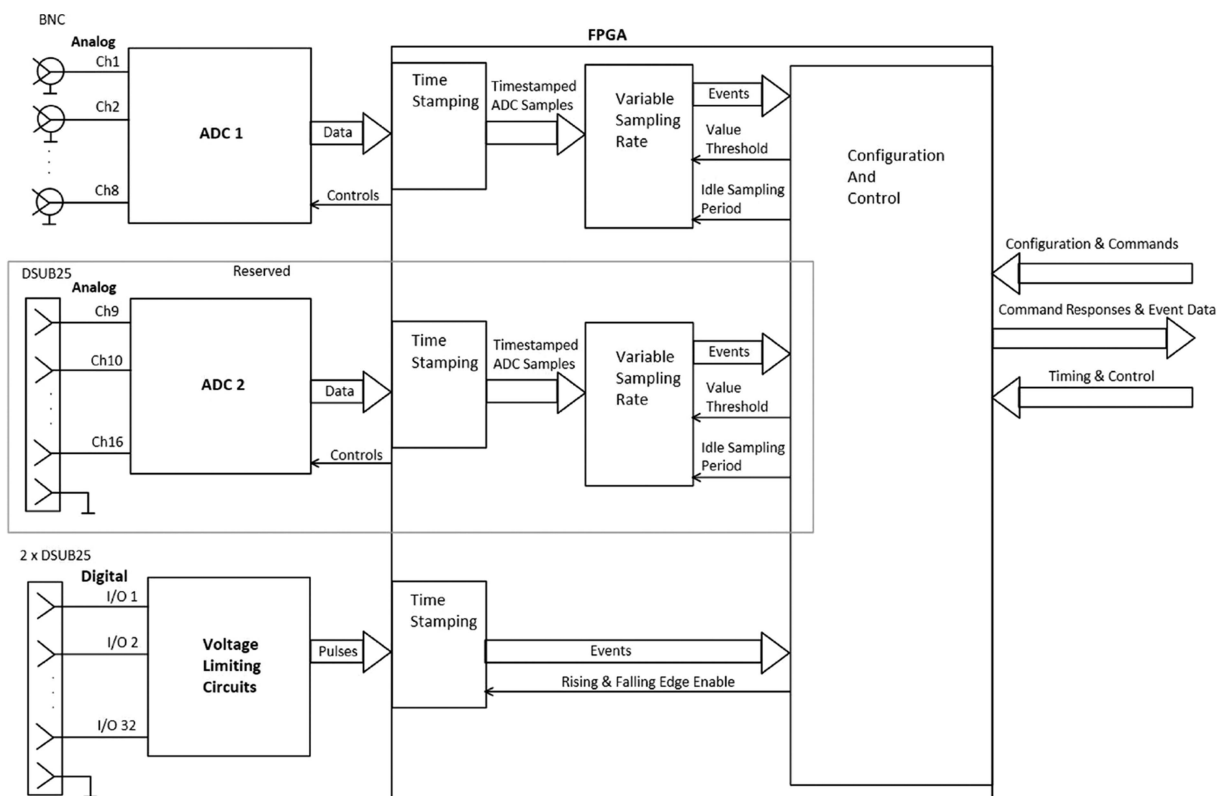 BNC
FPGA
Analog
Ch1
Ch2
Ch8
ADC 1
Data
Controls
Time
Stamping
Timestamped
ADC Samples
Variable
Sampling
Rate
Events
Value
Threshold
Idle Sampling
Period
Configuration
And
Control
Configuration & Commands
Command Responses & Event Data
Timing & Control
Reserved
DSUB25
Analog
Ch9
Ch10
Ch16
ADC 2
Data
Controls
Time
Stamping
Timestamped
ADC Samples
Variable
Sampling
Rate
Events
Value
Threshold
Idle Sampling
Period
2 x DSUB25
Digital
I/O 1
I/O 2
I/O 32
Voltage
Limiting
Circuits
Pulses
Time
Stamping
Events
Rising & Falling Edge Enable